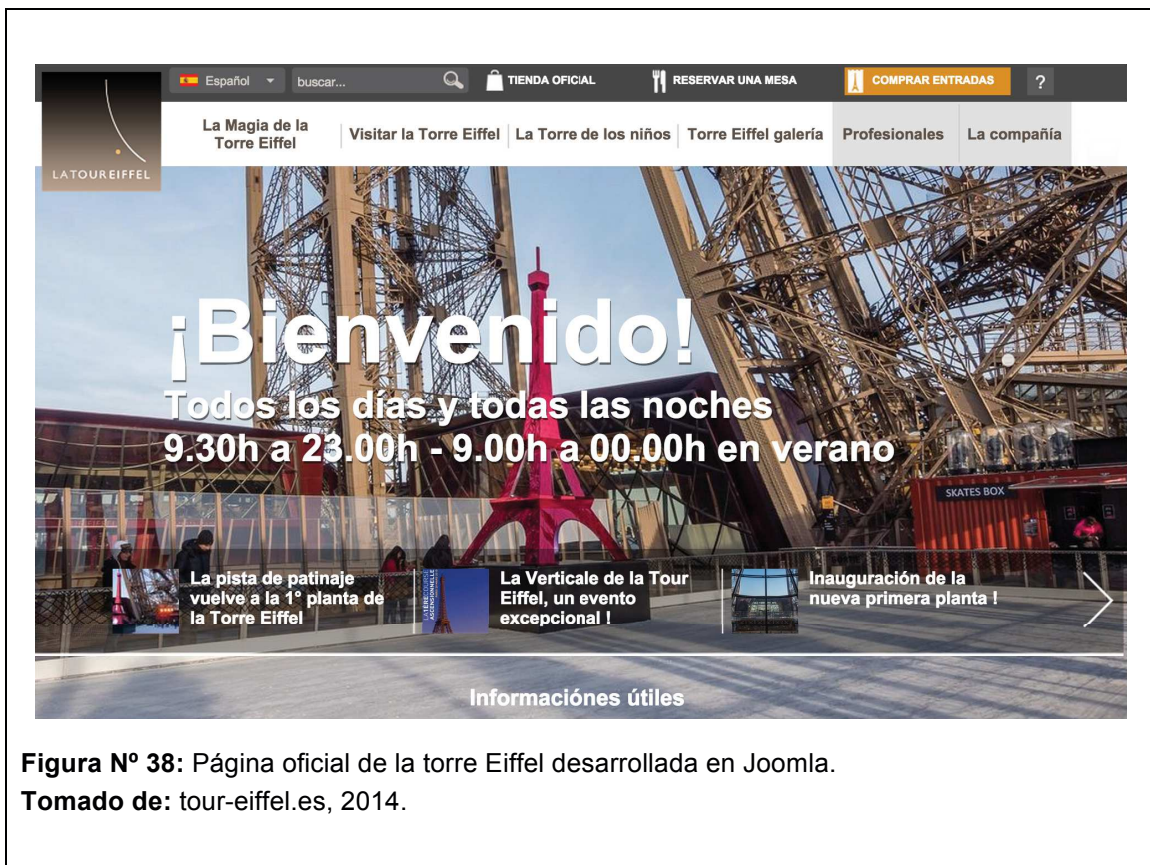 Español
buscar...
TIENDA OFICIAL
RESERVAR UNA MESA
COMPRAR ENTRADAS
?
LATOUREIFFEL
La Magia de la
Torre Eiffel
Visitar la Torre Eiffel
La Torre de los niños
Torre Eiffel galería
Profesionales
La compañía
¡Bienvenido!
Todos los días y todas las noches
9.30h a 23.00h - 9.00h a 00.00h en verano
SKATES BOX
La pista de patinaje
vuelve a la 1º planta de
la Torre Eiffel
ASCENSIONNELLE
La Verticale de la Tour
Eiffel, un evento
excepcional !
Inauguración de la
nueva primera planta !
Informaciónes útiles
Figura Nº 38: Página oficial de la torre Eiffel desarrollada en Joomla.
Tomado de: tour-eiffel.es, 2014.